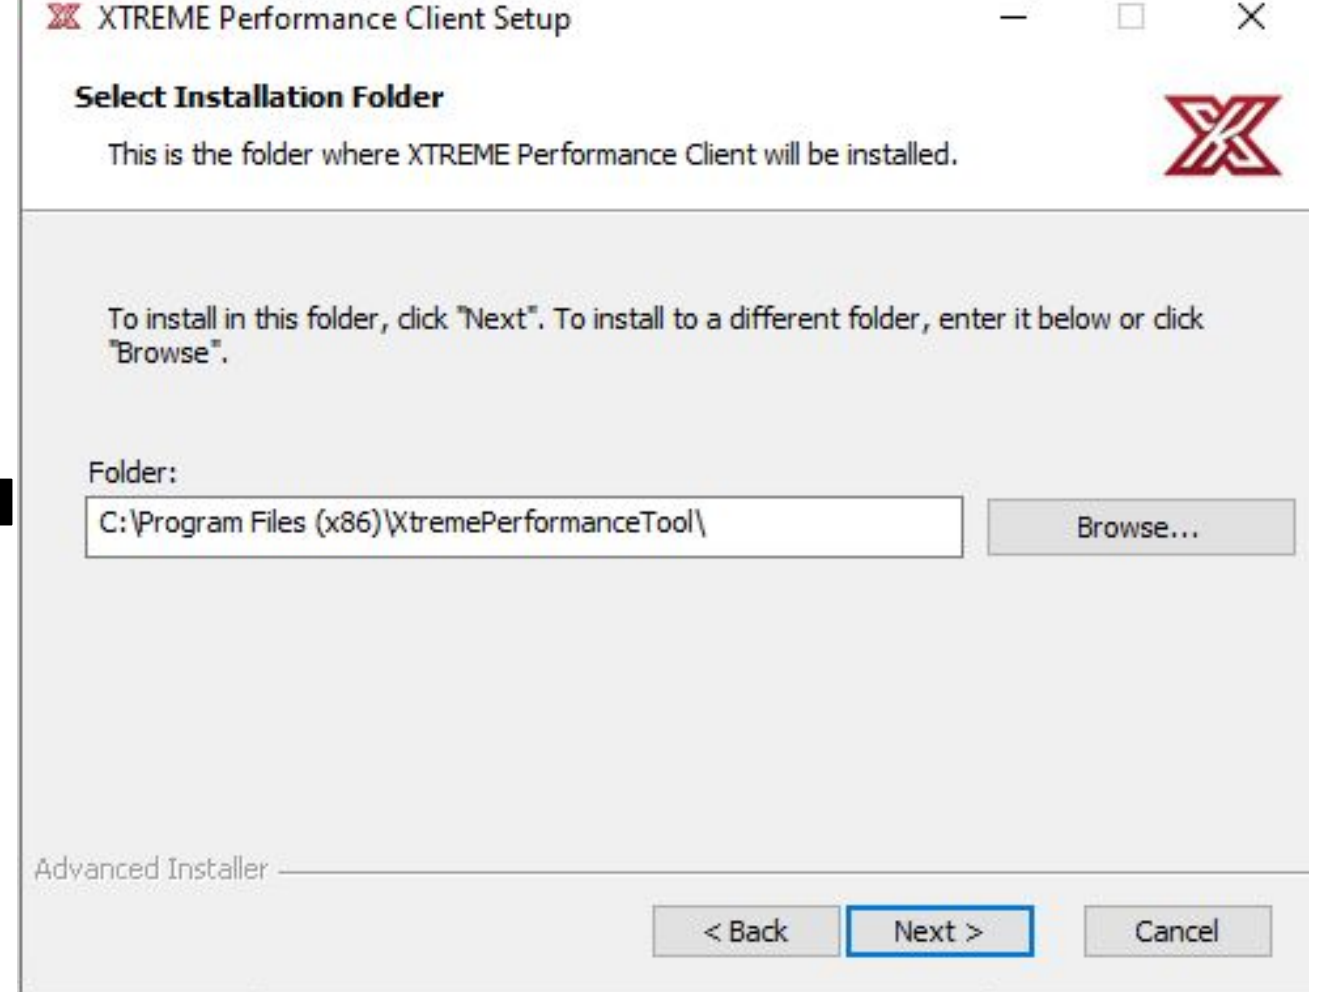 XTREME Performance Client Setup
Select Installation Folder
This is the folder where XTREME Performance Client will be installed.
To install in this folder, click "Next". To install to a different folder, enter it below or click
"Browse".
Folder:
C:\Program Files (x86)\XtremePerformanceTool\
Browse...
Advanced Installer
< Back
Next >
Cancel